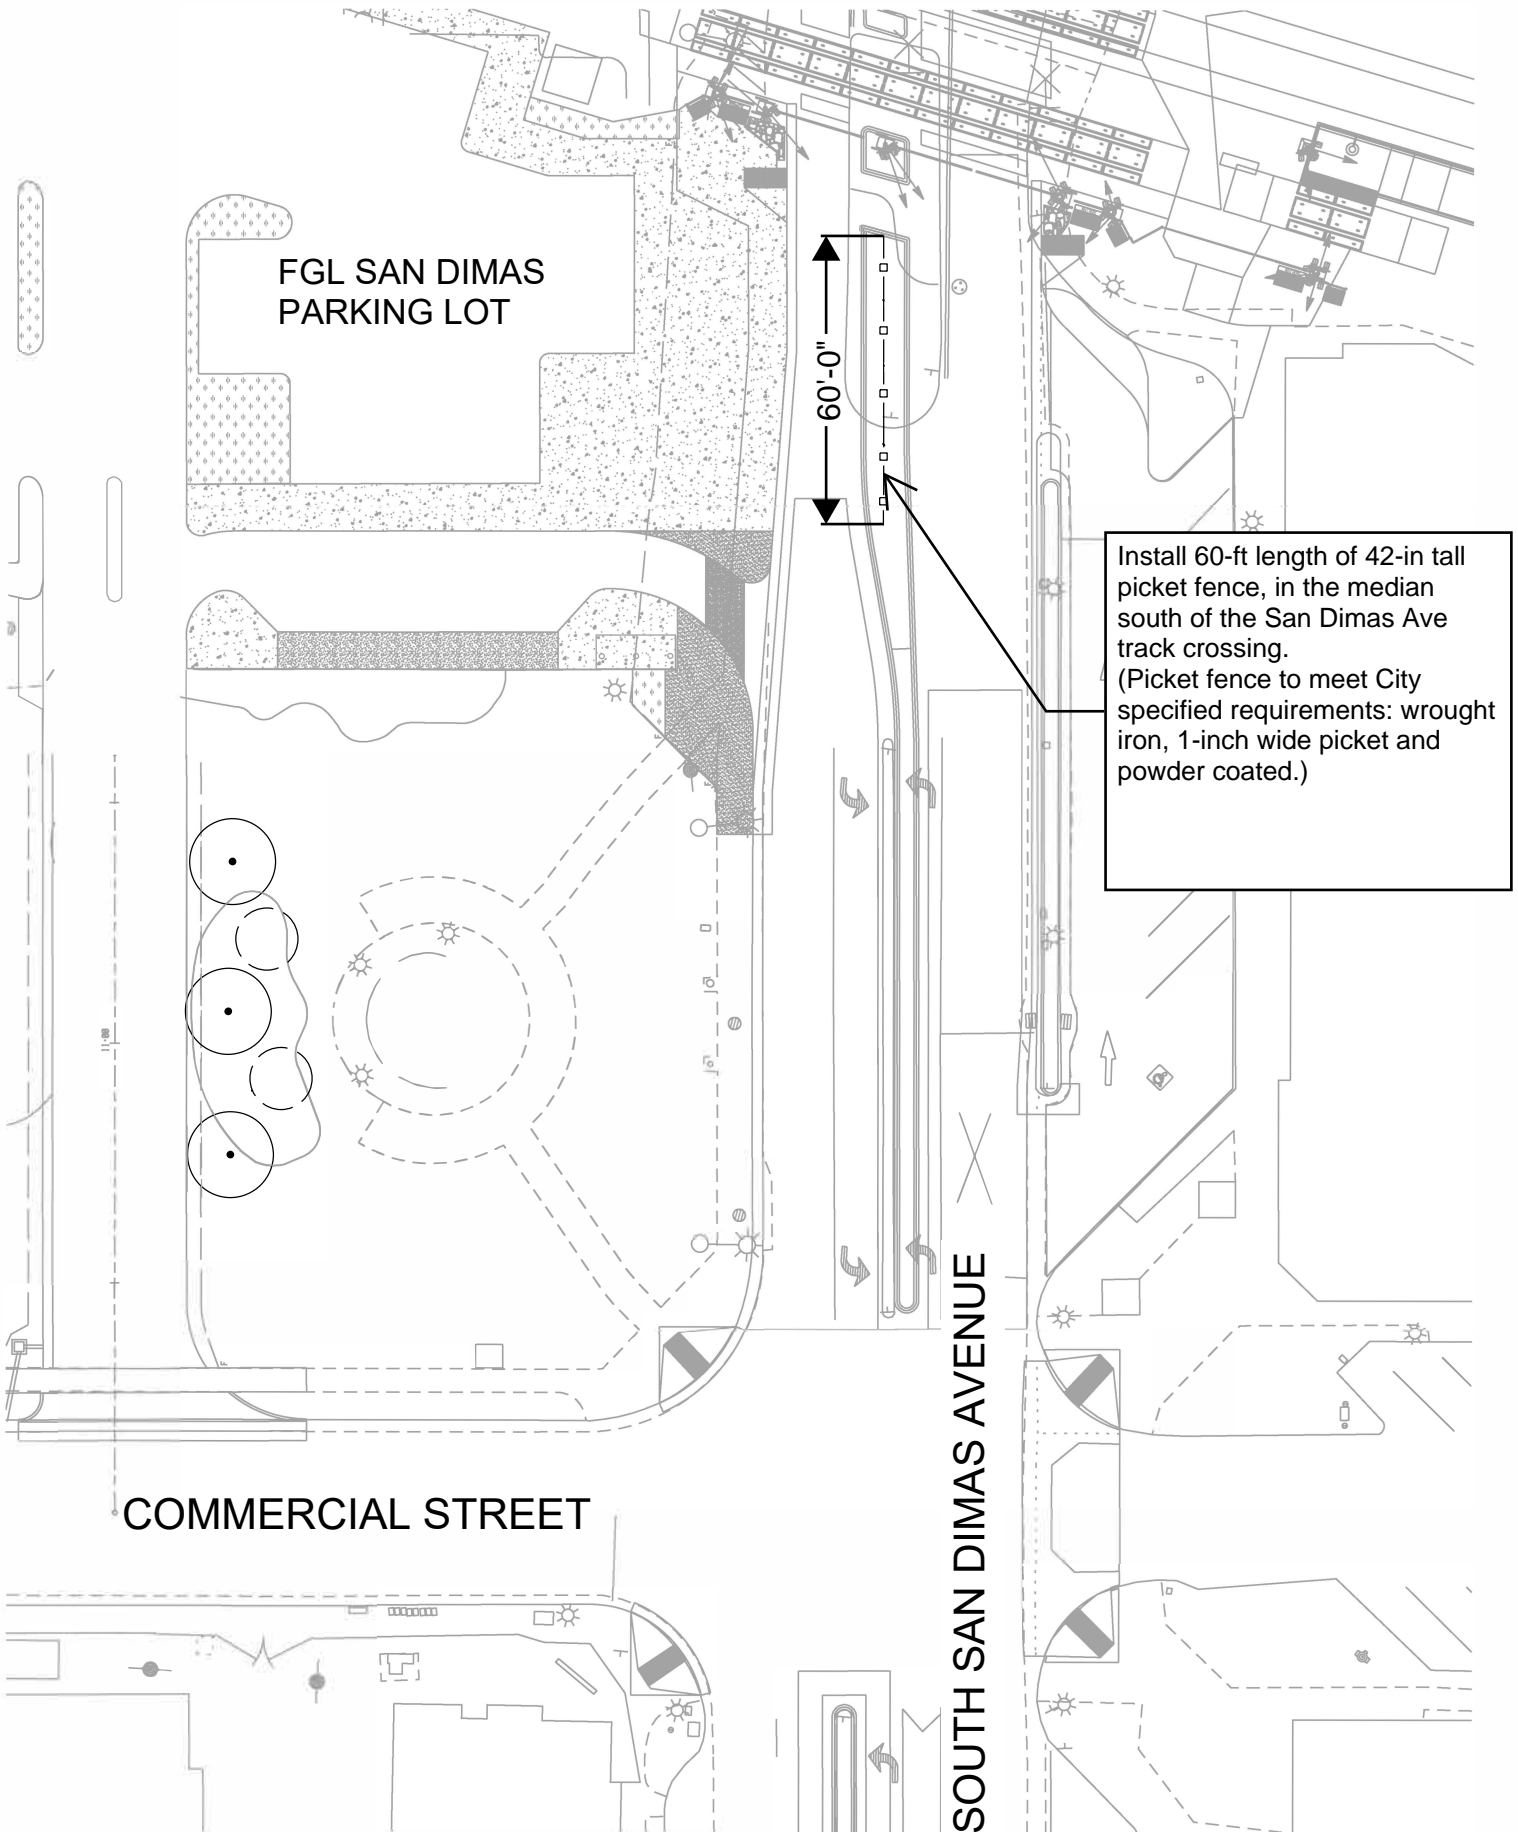 FGL SAN DIMAS
PARKING LOT
60'-0"
Install 60-ft length of 42-in tall
picket fence, in the median
south of the San Dimas Ave
track crossing.
(Picket fence to meet City
specified requirements: wrought
iron, 1-inch wide picket and
powder coated.)
11+00
SOUTH SAN DIMAS AVENUE
COMMERCIAL STREET